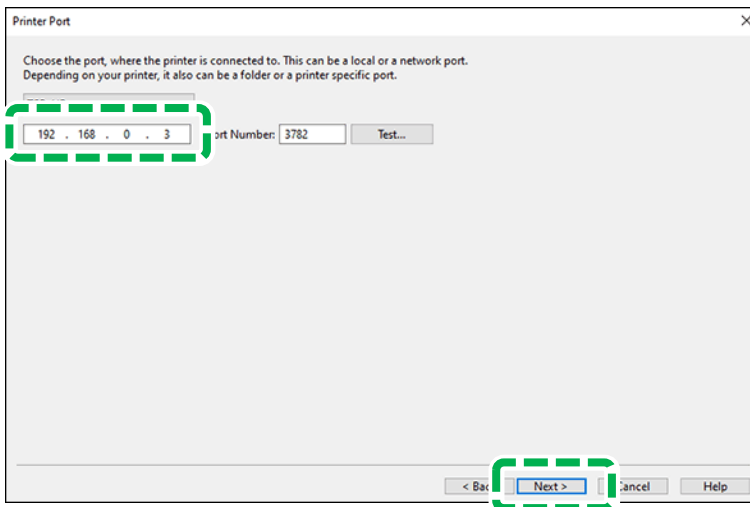 Printer Port
Choose the port, where the printer is connected to. This can be a local or a network port.
Depending on your printer, it also can be a folder or a printer specific port.
192 . 168 . 0 . 3 ort Number: 3782 Test...
< Bac Next > Cancel Help